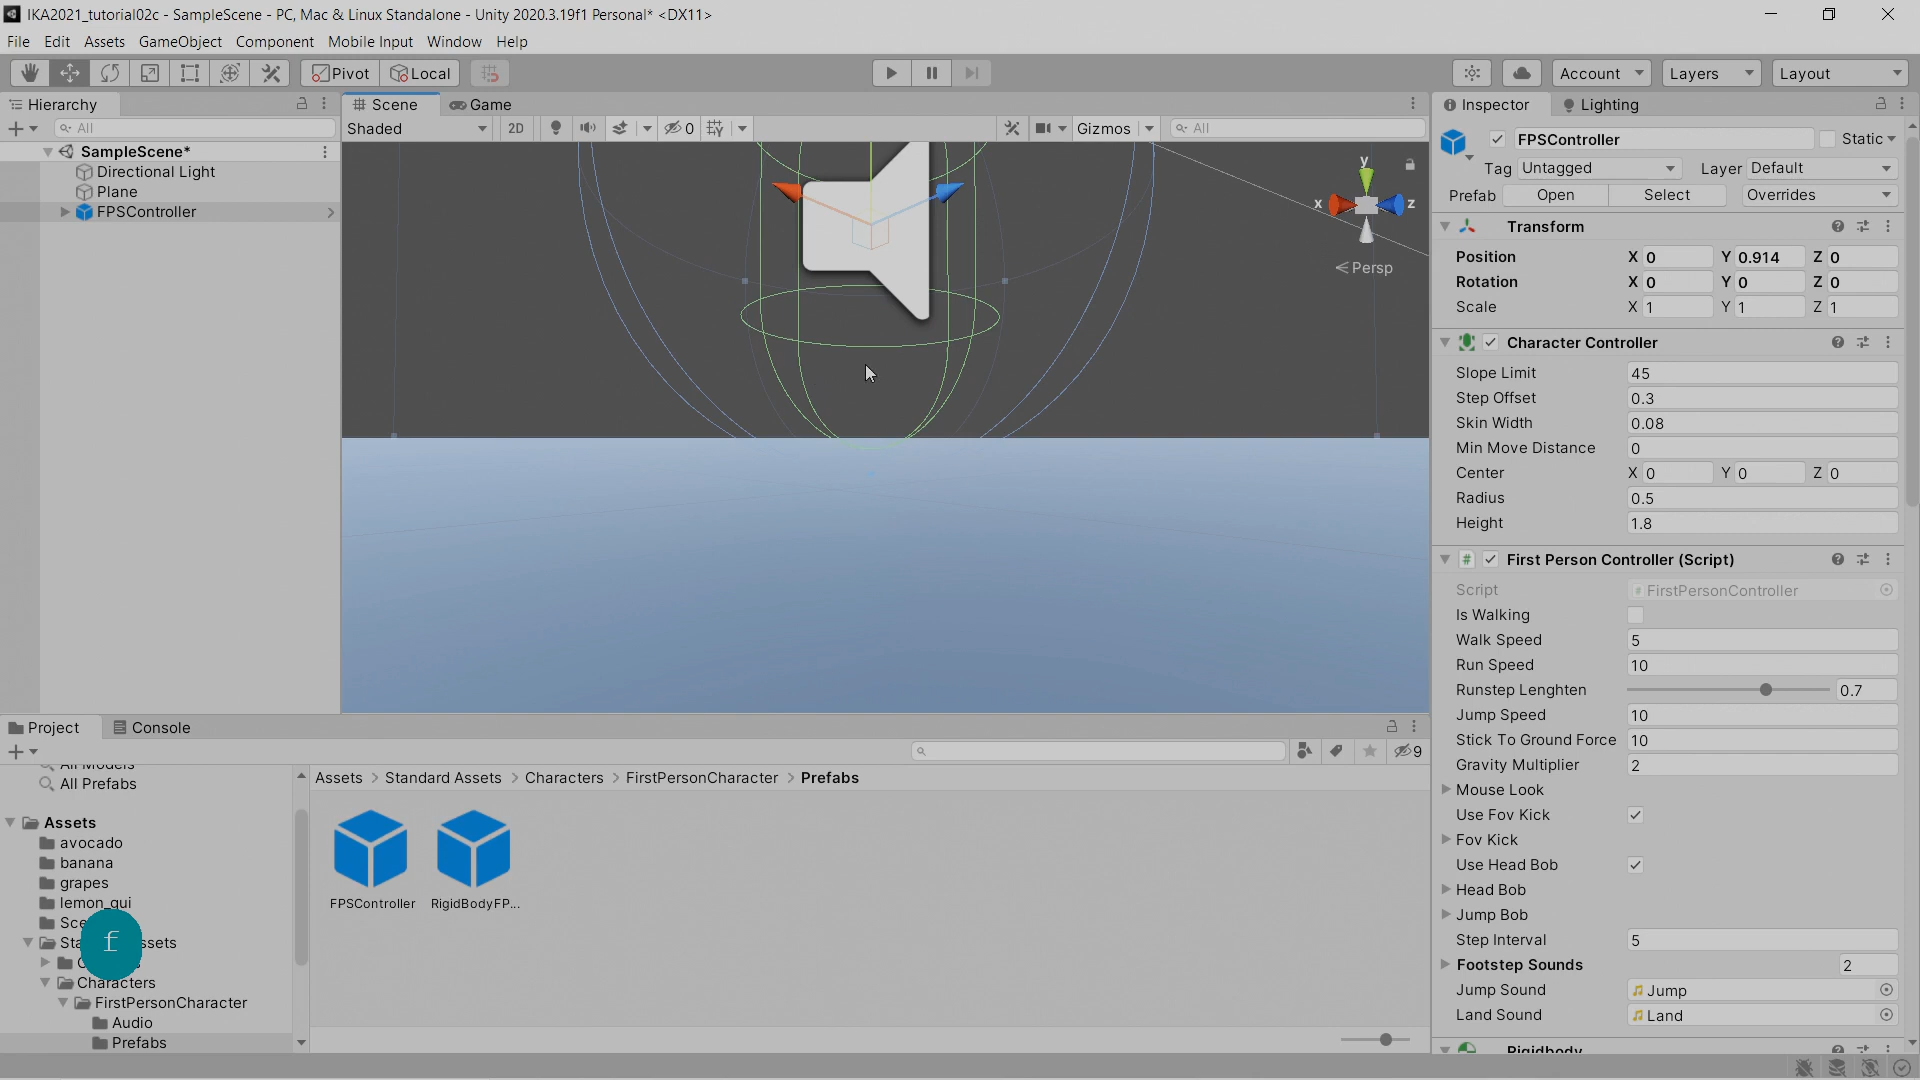 IKA2021_tutorial02c - SampleScene - PC, Mac & Linux Standalone - Unity 2020.3.19f1 Personal* <DX11>
File Edit Assets GameObject Component Mobile Input Window Help
Pivot Local Account Layers Layout
Hierarchy
All
SampleScene*
Directional Light
Plane
FPSController
Scene Game
Shaded 2D 0 Gizmos All
y
x z
Persp
Inspector Lighting
FPSController Static
Tag Untagged Layer Default
Prefab Open Select Overrides
Transform
Position X 0 Y 0.914 Z 0
Rotation X 0 Y 0 Z 0
Scale X 1 Y 1 Z 1
Character Controller
Slope Limit 45
Step Offset 0.3
Skin Width 0.08
Min Move Distance 0
Center X 0 Y 0 Z 0
Radius 0.5
Height 1.8
# First Person Controller (Script)
Script FirstPersonController
Is Walking
Walk Speed 5
Run Speed 10
Runstep Lenghten 0.7
Jump Speed 10
Stick To Ground Force 10
Gravity Multiplier 2
Mouse Look
Use Fov Kick
Fov Kick
Use Head Bob
Head Bob
Jump Bob
Step Interval 5
Footstep Sounds 2
Jump Sound Jump
Land Sound Land
Rigidbody
Project Console
9
All Models
All Prefabs
Assets
avocado
banana
grapes
lemon_gui
Sce
Sta ssets
C
Characters
FirstPersonCharacter
Audio
Prefabs
f
Assets > Standard Assets > Characters > FirstPersonCharacter > Prefabs
FPSController RigidBodyFP...